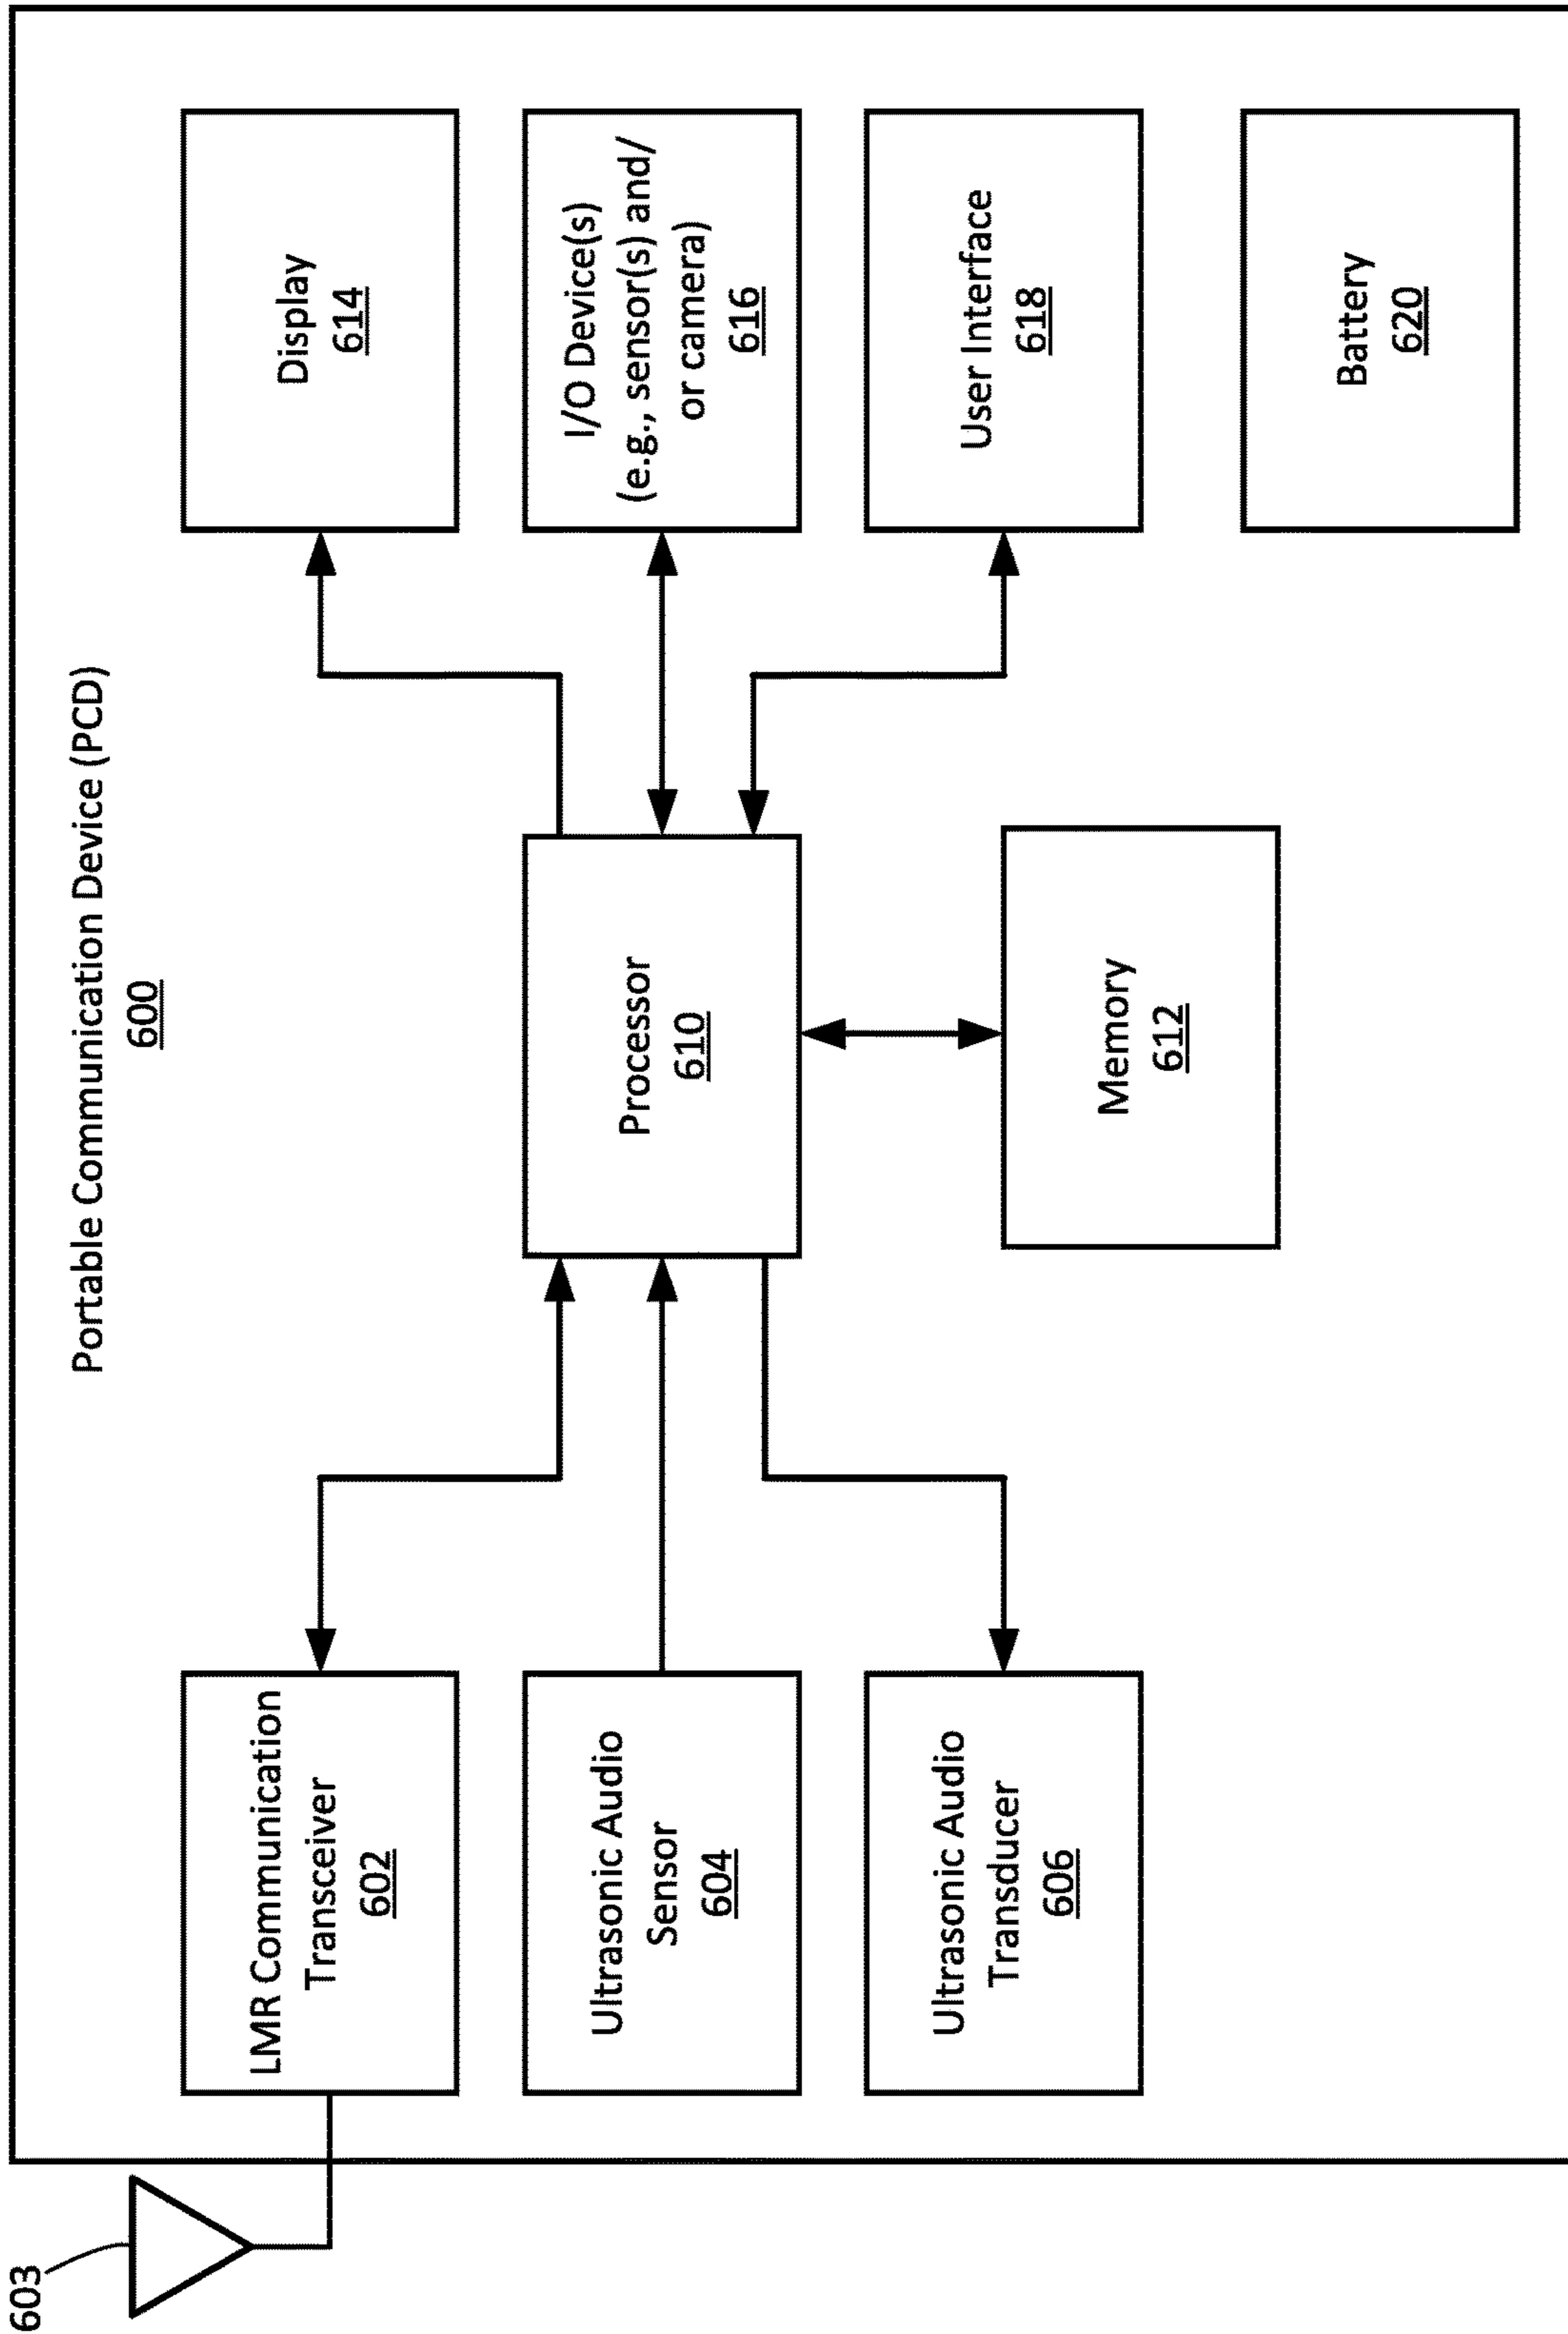 Portable Communication Device (PCD)
600
603
LMR Communication
Transceiver
602
Ultrasonic Audio
Sensor
604
Ultrasonic Audio
Transducer
606
Processor
610
Memory
612
Display
614
I/O Device(s)
(e.g., sensor(s) and/
or camera)
616
User Interface
618
Battery
620